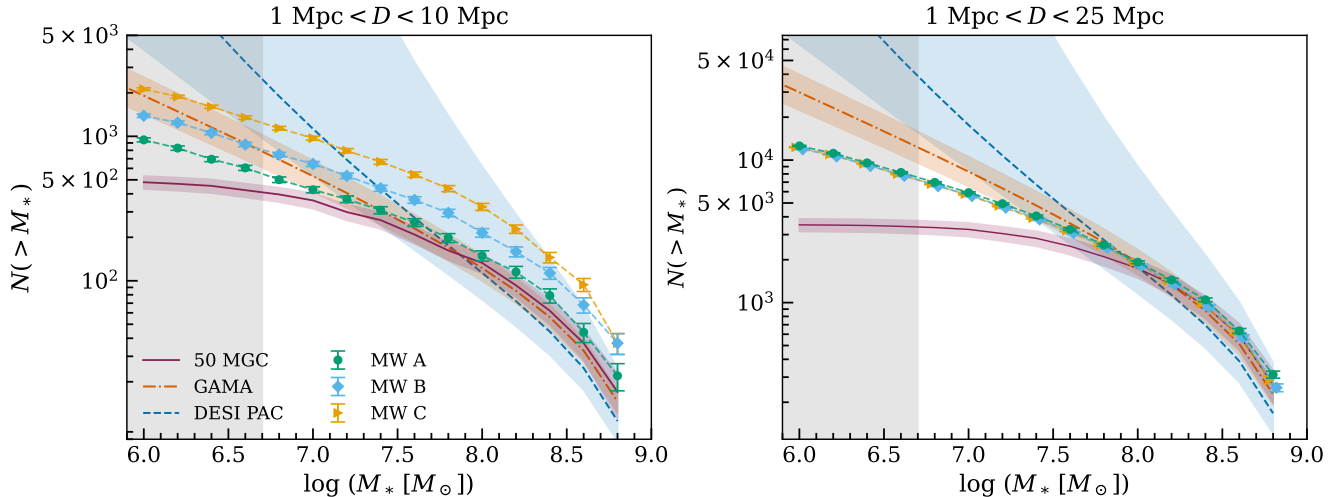 1 Mpc < D < 10 Mpc
5 × 10³
10³
5 × 10²
10²
N(> M*)
50 MGC
GAMA
DESI PAC
MW A
MW B
MW C
6.0 6.5 7.0 7.5 8.0 8.5 9.0
log (M* [M⊙])
1 Mpc < D < 25 Mpc
5 × 10⁴
10⁴
5 × 10³
10³
N(> M*)
6.0 6.5 7.0 7.5 8.0 8.5 9.0
log (M* [M⊙])